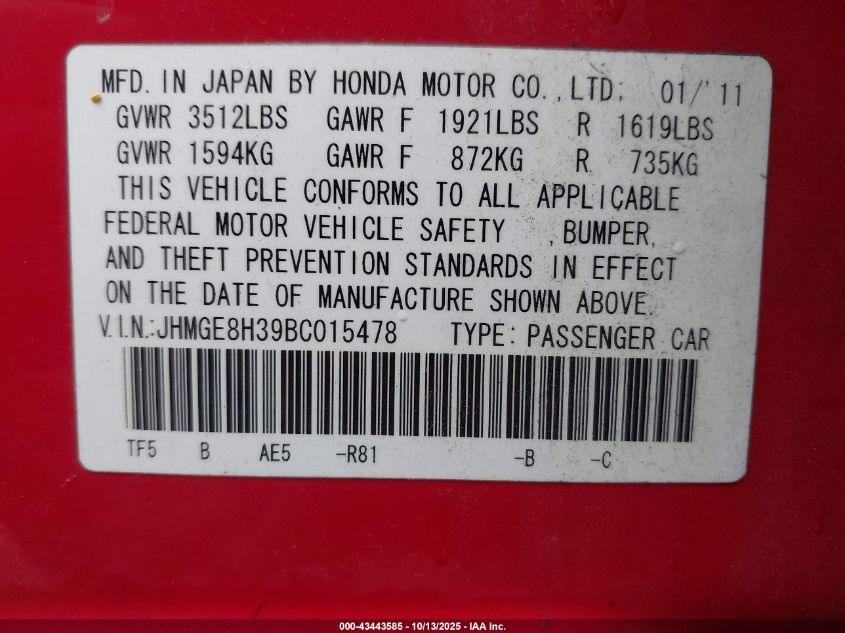 MFD. IN JAPAN BY HONDA MOTOR CO., LTD. 01/'11
GVWR 3512LBS GAWR F 1921LBS R 1619LBS
GVWR 1594KG GAWR F 872KG R 735KG
THIS VEHICLE CONFORMS TO ALL APPLICABLE
FEDERAL MOTOR VEHICLE SAFETY , BUMPER,
AND THEFT PREVENTION STANDARDS IN EFFECT
ON THE DATE OF MANUFACTURE SHOWN ABOVE.
V.I.N.:JHMGE8H39BC015478 TYPE: PASSENGER CAR
TF5 B AE5 -R81 -B -C
000-43443585 - 10/13/2025 - IAA Inc.